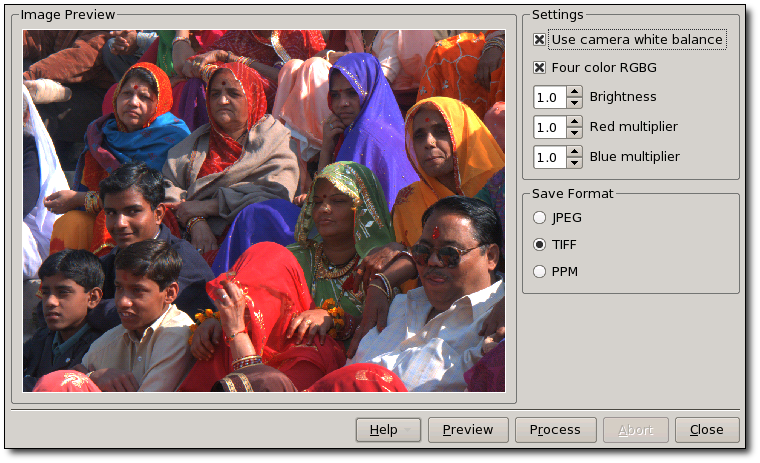 Image Preview
Settings
Use camera white balance
Four color RGBG
1.0 Brightness
1.0 Red multiplier
1.0 Blue multiplier
Save Format
JPEG
TIFF
PPM
Help Preview Process Abort Close